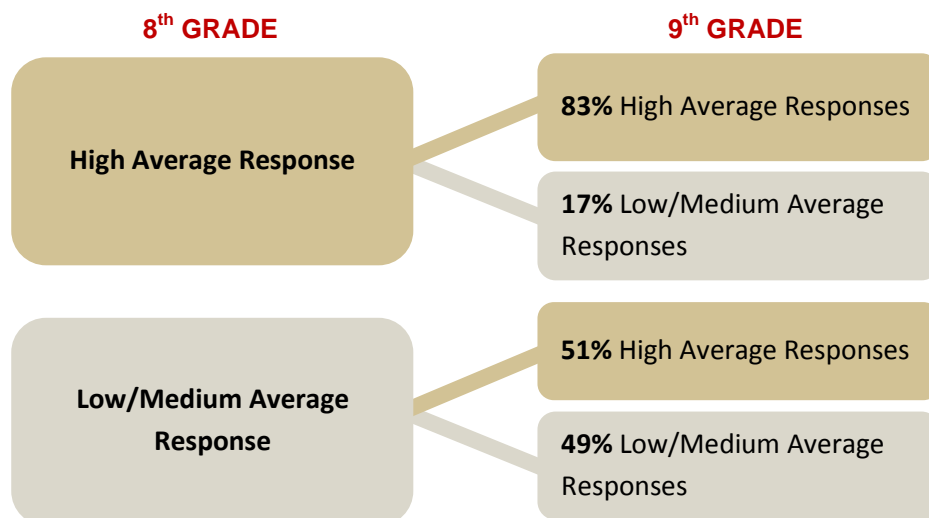 8th GRADE
9th GRADE
High Average Response
83% High Average Responses
17% Low/Medium Average
Responses
Low/Medium Average
Response
51% High Average Responses
49% Low/Medium Average
Responses